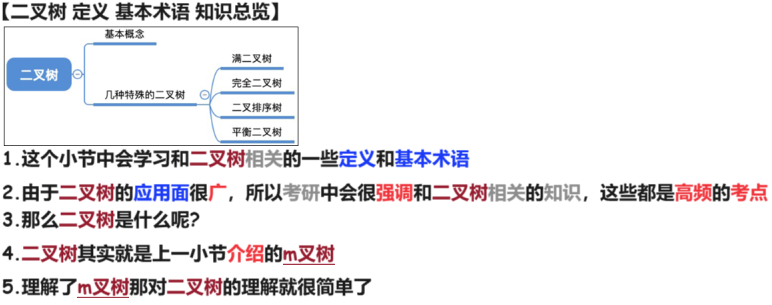 【二叉树 定义 基本术语 知识总览】
基本概念
满二叉树
二叉树
完全二叉树
几种特殊的二叉树
二叉排序树
平衡二叉树
1.这个小节中会学习和二叉树相关的一些定义和基本术语
2.由于二叉树的应用面很广，所以考研中会很强调和二叉树相关的知识，这些都是高频的考点
3.那么二叉树是什么呢?
4.二叉树其实就是上一小节介绍的m叉树
5.理解了m叉树那对二叉树的理解就很简单了